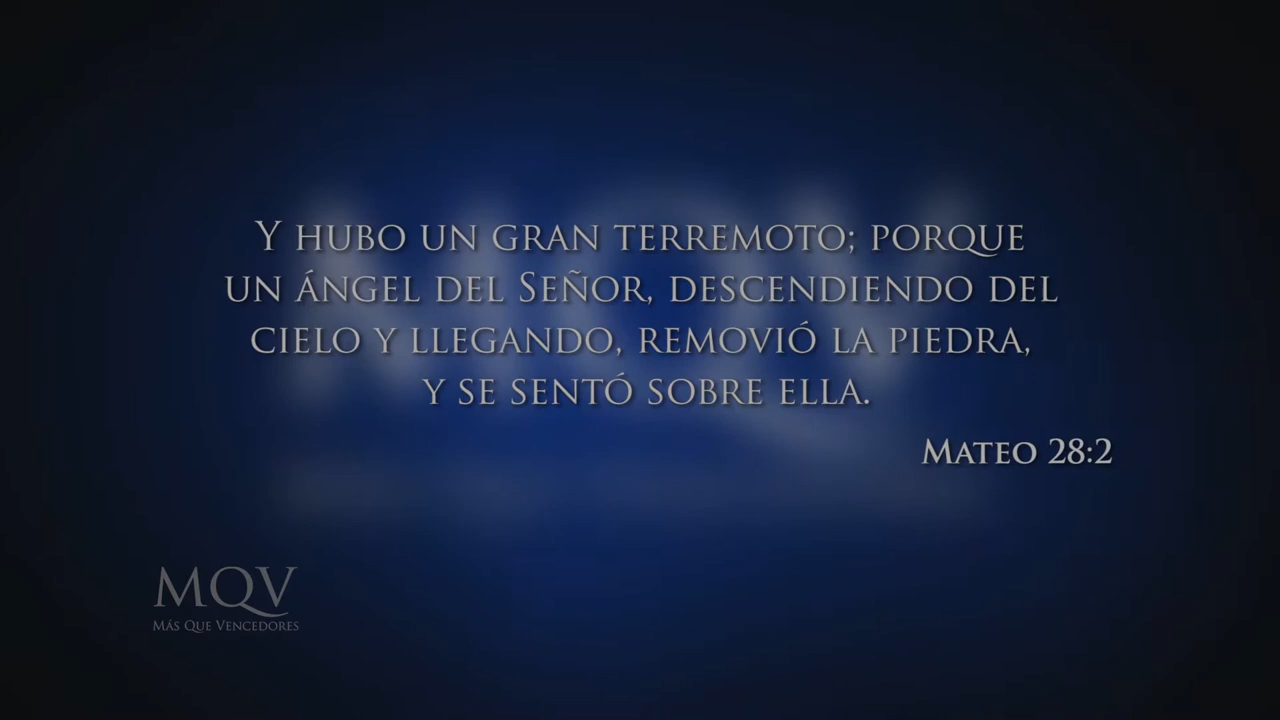 Y HUBO UN GRAN TERREMOTO; PORQUE
UN ÁNGEL DEL SEÑOR, DESCENDIENDO DEL
CIELO Y LLEGANDO, REMOVIÓ LA PIEDRA,
Y SE SENTÓ SOBRE ELLA.
MATEO 28:2
MQV
MÁS QUE VENCEDORES